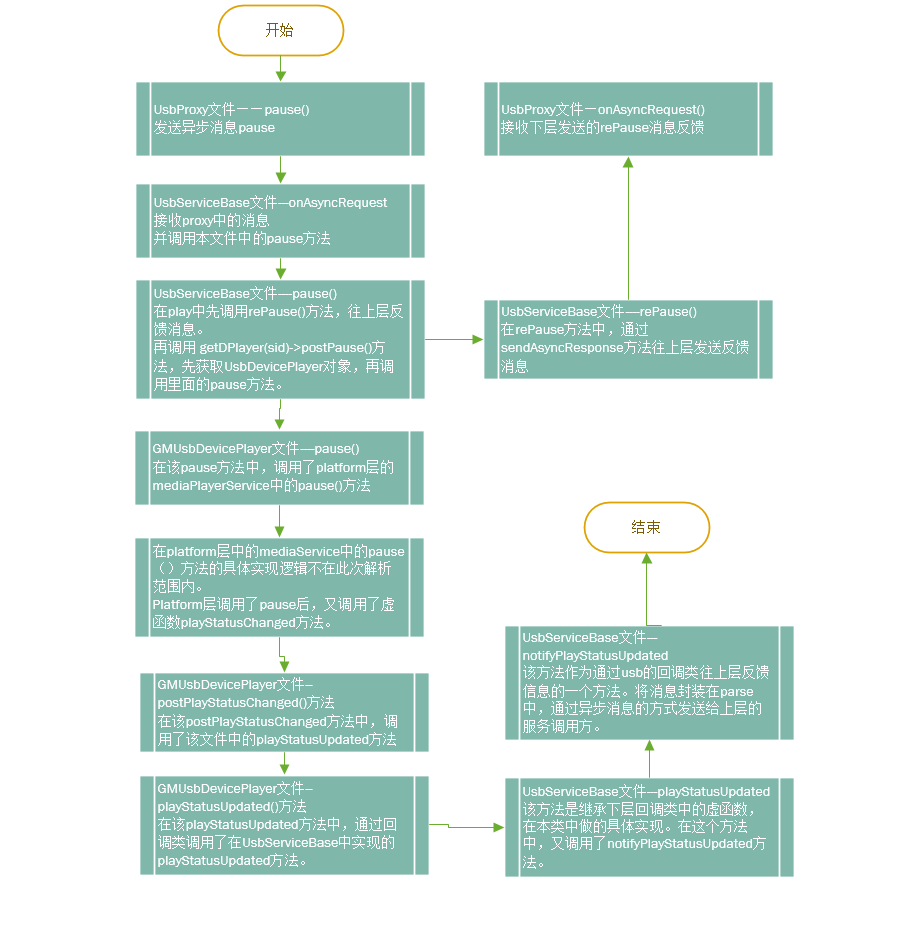 开始
UsbProxy文件－－pause()
发送异步消息pause
UsbServiceBase文件—onAsyncRequest
接收proxy中的消息
并调用本文件中的pause方法
UsbServiceBase文件—pause()
在play中先调用rePause()方法，往上层反
馈消息。
再调用 getDPlayer(sid)->postPause()方
法，先获取UsbDevicePlayer对象，再调
用里面的pause方法。
UsbServiceBase文件—rePause()
在rePause方法中，通过
sendAsyncResponse方法往上层发送反馈
消息
UsbProxy文件－onAsyncRequest()
接收下层发送的rePause消息反馈
GMUsbDevicePlayer文件—pause()
在该pause方法中，调用了platform层的
mediaPlayerService中的pause()方法
在platform层中的mediaService中的pause
（）方法的具体实现逻辑不在此次解析
范围内。
Platform层调用了pause后，又调用了虚
函数playStatusChanged方法。
GMUsbDevicePlayer文件–
postPlayStatusChanged()方法
在该postPlayStatusChanged方法中，调
用了该文件中的playStatusUpdated方法
GMUsbDevicePlayer文件–
playStatusUpdated()方法
在该playStatusUpdated方法中，通过回
调类调用了在UsbServiceBase中实现的
playStatusUpdated方法。
UsbServiceBase文件—playStatusUpdated
该方法是继承下层回调类中的虚函数，
在本类中做的具体实现。在这个方法
中，又调用了notifyPlayStatusUpdated方
法。
UsbServiceBase文件—
notifyPlayStatusUpdated
该方法作为通过usb的回调类往上层反馈
信息的一个方法。将消息封装在parse
中，通过异步消息的方式发送给上层的
服务调用方。
结束